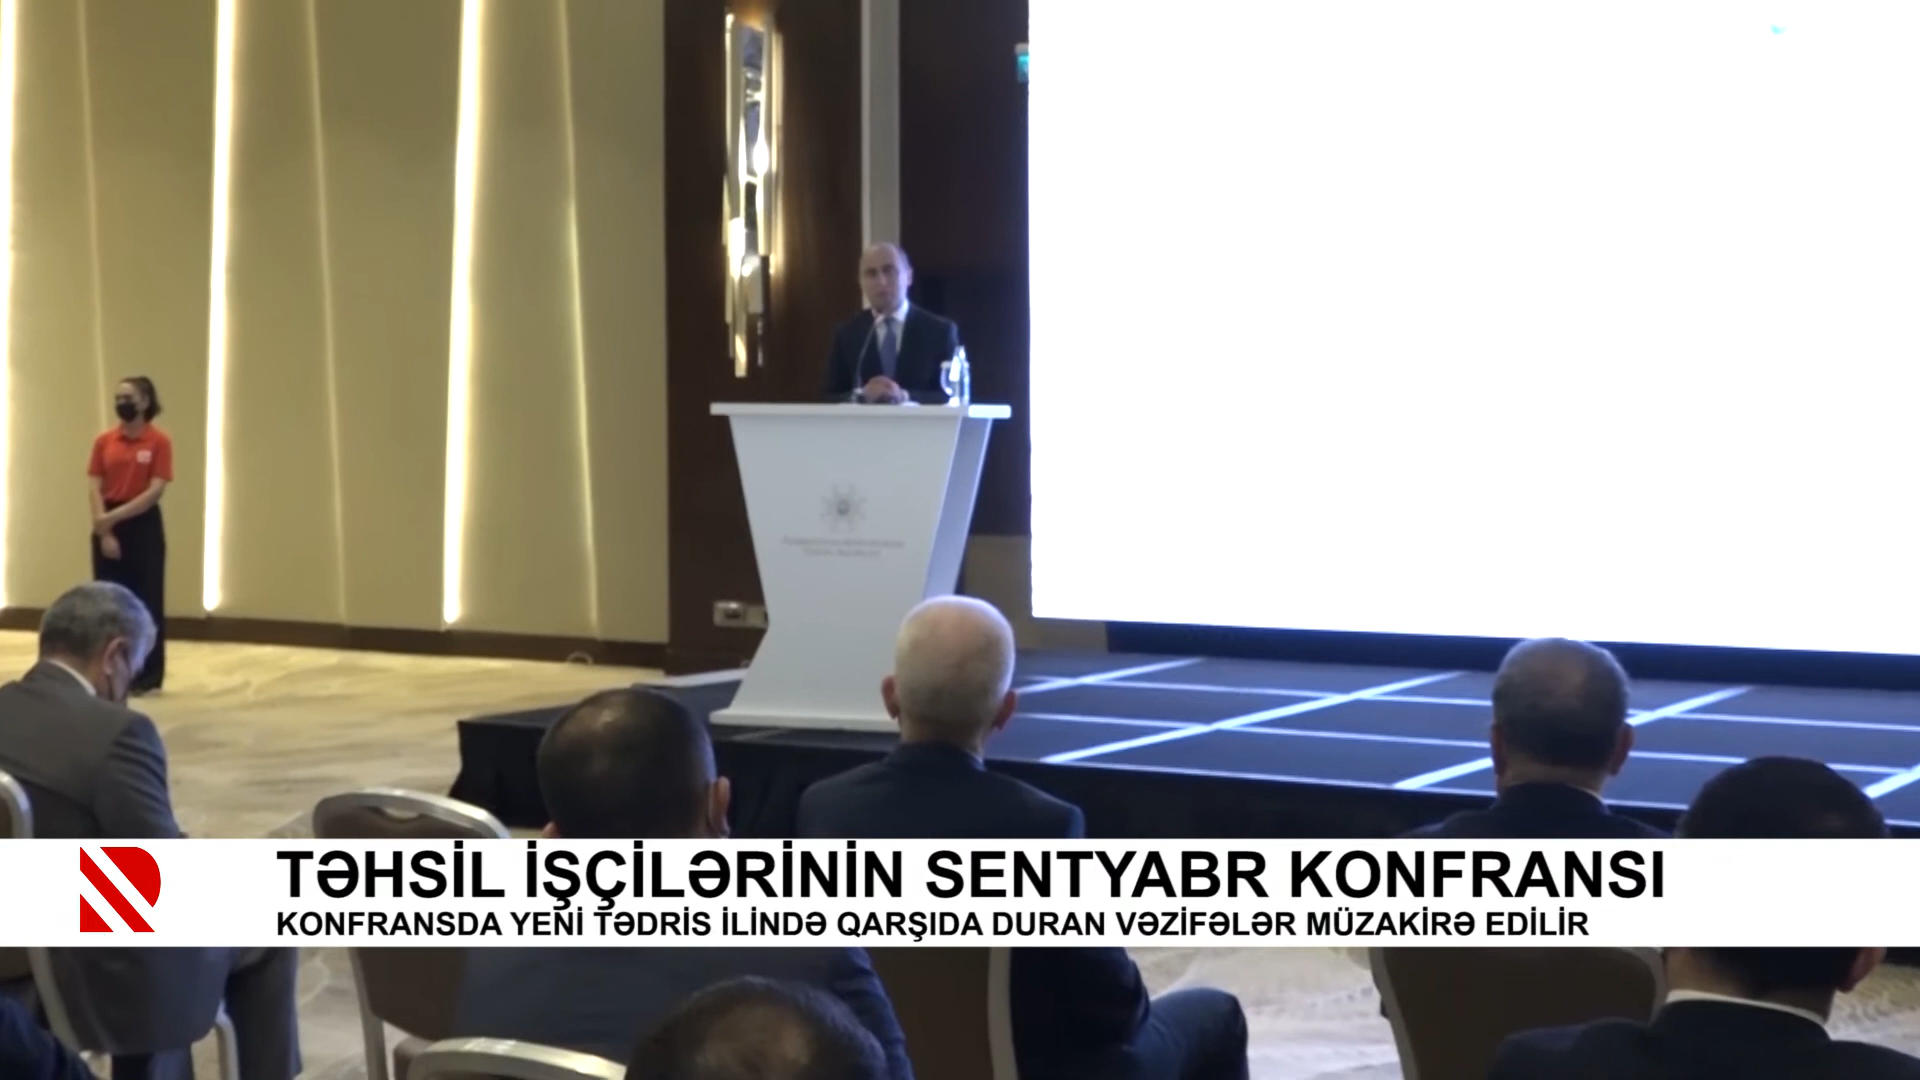 TƏHSİL İŞÇİLƏRİNİN SENTYABR KONFRANSI
KONFRANSDA YENİ TƏDRİS İLİNDƏ QARŞIDA DURAN VƏZİFƏLƏR MÜZAKİRƏ EDİLİR